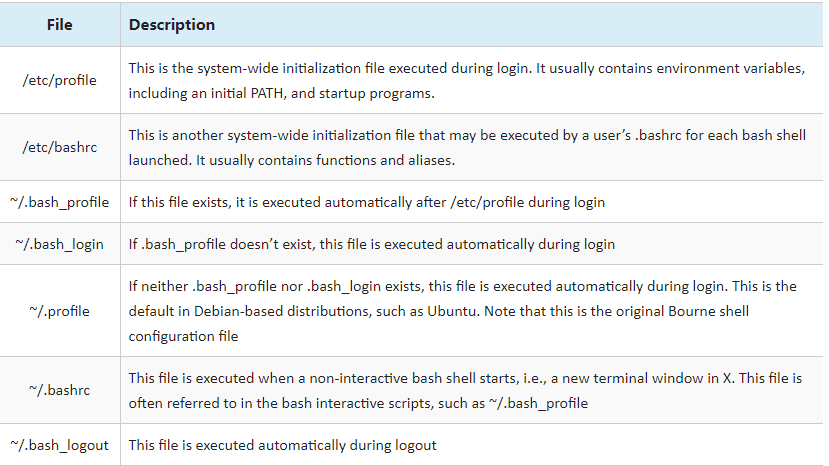 File Description
/etc/profile
This is the system-wide initialization file executed during login. It usually contains environment variables,
including an initial PATH, and startup programs.
/etc/bashrc
This is another system-wide initialization file that may be executed by a user’s .bashrc for each bash shell
launched. It usually contains functions and aliases.
~/.bash_profile If this file exists, it is executed automatically after /etc/profile during login
~/.bash_login If .bash_profile doesn’t exist, this file is executed automatically during login
~/.profile
If neither .bash_profile nor .bash_login exists, this file is executed automatically during login. This is the
default in Debian-based distributions, such as Ubuntu. Note that this is the original Bourne shell
configuration file
~/.bashrc
This file is executed when a non-interactive bash shell starts, i.e., a new terminal window in X. This file is
often referred to in the bash interactive scripts, such as ~/.bash_profile
~/.bash_logout This file is executed automatically during logout